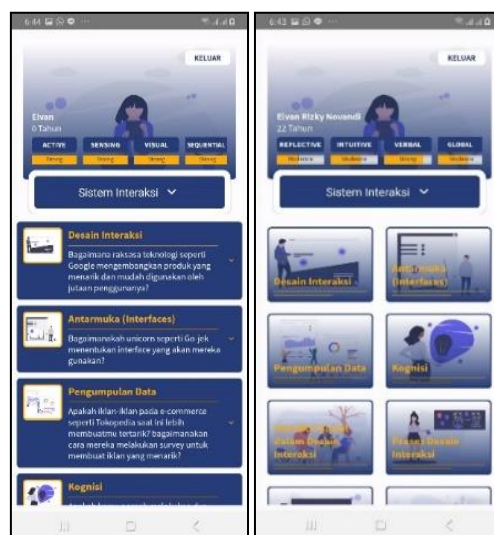 6:44
KELUAR
Elvan
0 Tahun
ACTIVE SENSING VISUAL SEQUENTIAL
Strong Strong Strong Strong
Sistem Interaksi
Desain Interaksi
Bagaimana raksasa teknologi seperti
Google mengembangkan produk yang
menarik dan mudah digunakan oleh
jutaan penggunanya?
Antarmuka (Interfaces)
Bagaimanakah unicorn seperti Go-jek
menentukan interface yang akan mereka
gunakan?
Pengumpulan Data
Apakah iklan-iklan pada e-commerce
seperti Tokopedia saat ini lebih
membuatmu tertarik? bagaimanakah
cara mereka melakukan survey untuk
membuat iklan yang menarik?
Kognisi
6:43
KELUAR
Elvan Rizky Novandi
22 Tahun
REFLECTIVE INTUITIVE VERBAL GLOBAL
Moderate Moderate Strong Moderate
Sistem Interaksi
Desain Interaksi
Antarmuka
(Interfaces)
Pengumpulan Data
Kognisi
dalam Desain
Interaksi
Proses Desain
Interaksi